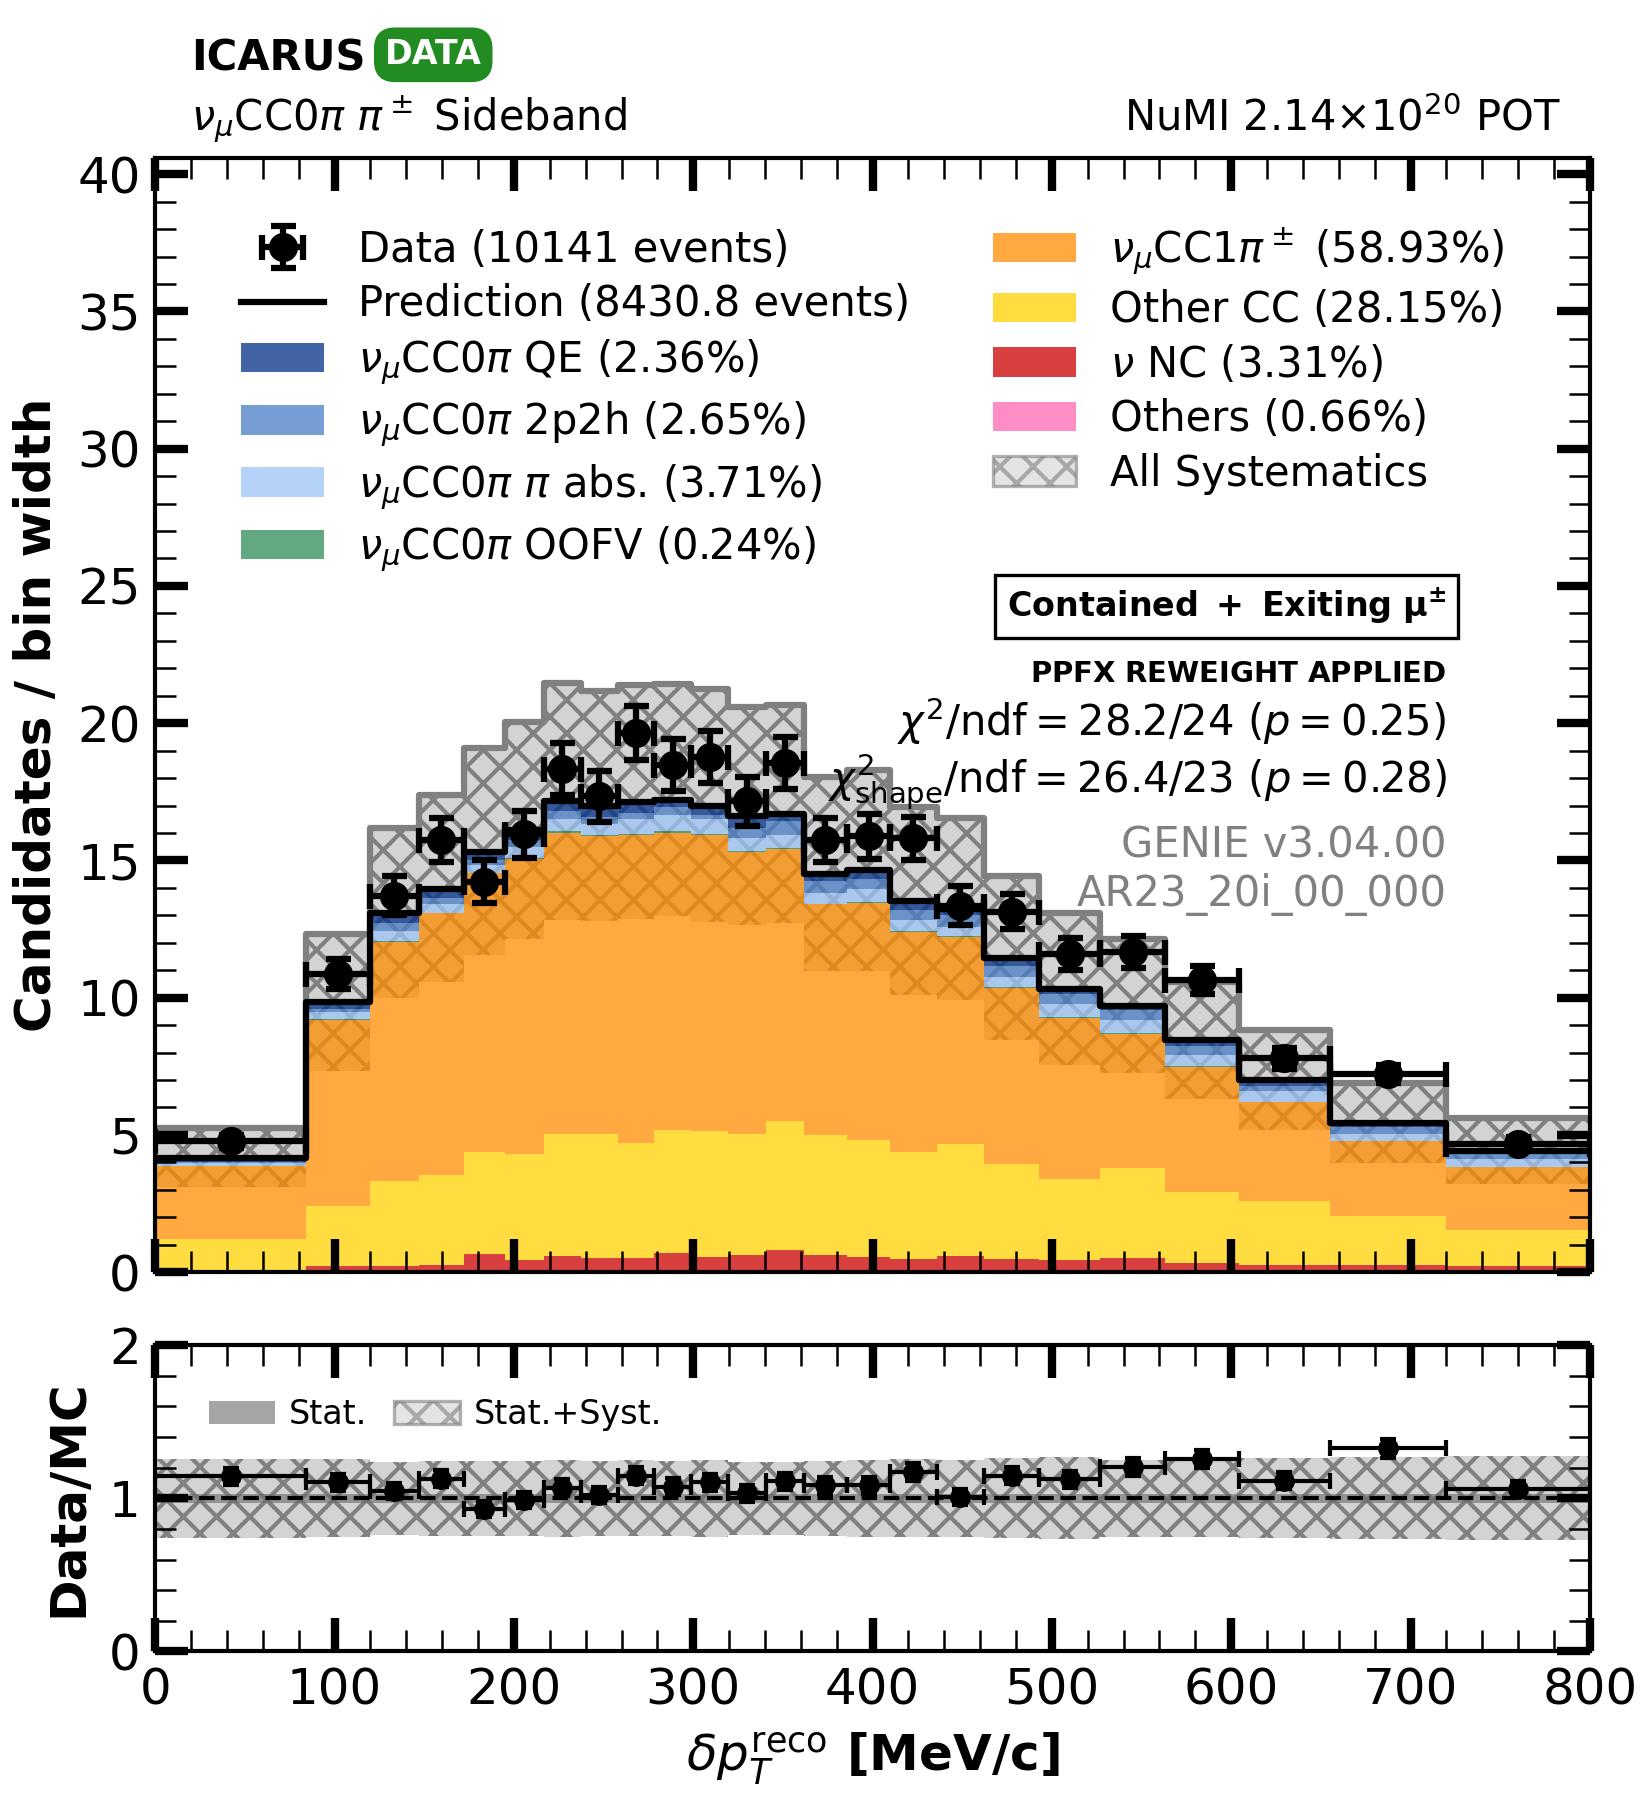 ICARUS DATA
νμCC0π π± Sideband
NuMI 2.14×10²⁰ POT
40
35
30
25
20
15
10
5
0
Candidates / bin width
Data (10141 events)
Prediction (8430.8 events)
νμCC0π QE (2.36%)
νμCC0π 2p2h (2.65%)
νμCC0π π abs. (3.71%)
νμCC0π OOFV (0.24%)
νμCC1π± (58.93%)
Other CC (28.15%)
ν NC (3.31%)
Others (0.66%)
All Systematics
Contained + Exiting μ±
PPFX REWEIGHT APPLIED
χ²/ndf = 28.2/24 (p = 0.25)
χ²shape/ndf = 26.4/23 (p = 0.28)
GENIE v3.04.00
AR23_20i_00_000
2
1
0
Data/MC
Stat. Stat.+Syst.
0 100 200 300 400 500 600 700 800
δpTreco [MeV/c]